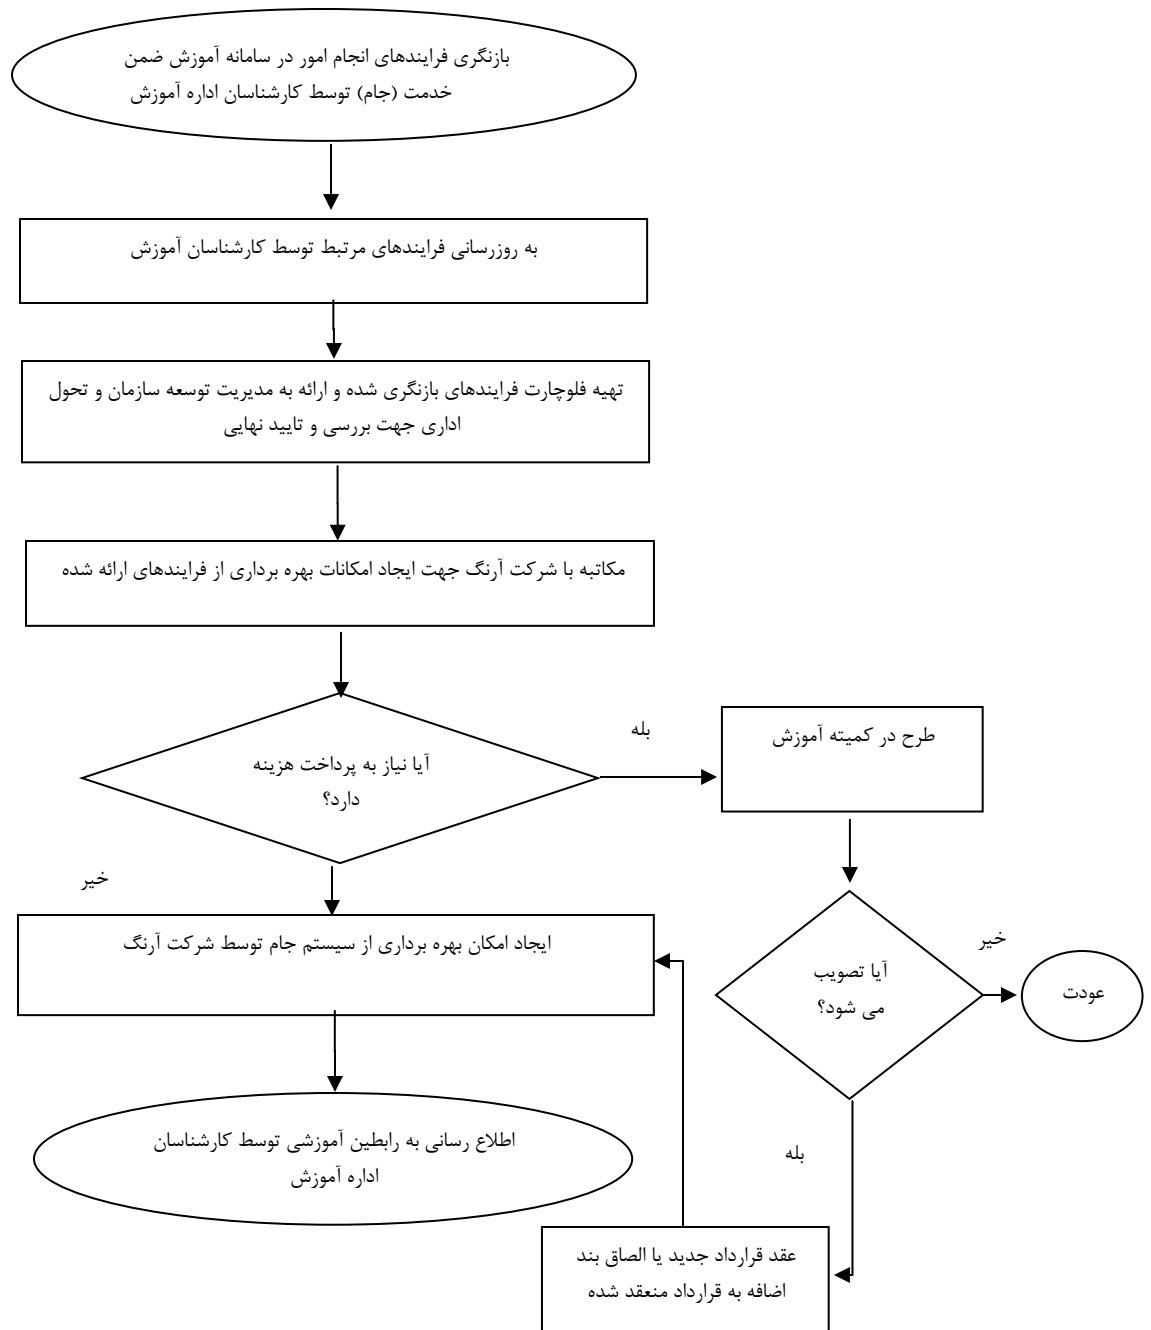 بازنگری فرایندهای انجام امور در سامانه آموزش ضمن
خدمت (جام) توسط کارشناسان اداره آموزش
به روزرسانی فرایندهای مرتبط توسط کارشناسان آموزش
تهیه فلوچارت فرایندهای بازنگری شده و ارائه به مدیریت توسعه سازمان و تحول
اداری جهت بررسی و تایید نهایی
مکاتبه با شرکت آرنگ جهت ایجاد امکانات بهره برداری از فرایندهای ارائه شده
آیا نیاز به پرداخت هزینه
دارد؟
بله
طرح در کمیته آموزش
خیر
ایجاد امکان بهره برداری از سیستم جام توسط شرکت آرنگ
آیا تصویب
می شود؟
خیر
عودت
بله
اطلاع رسانی به رابطین آموزشی توسط کارشناسان
اداره آموزش
عقد قرارداد جدید یا الصاق بند
اضافه به قرارداد منعقد شده